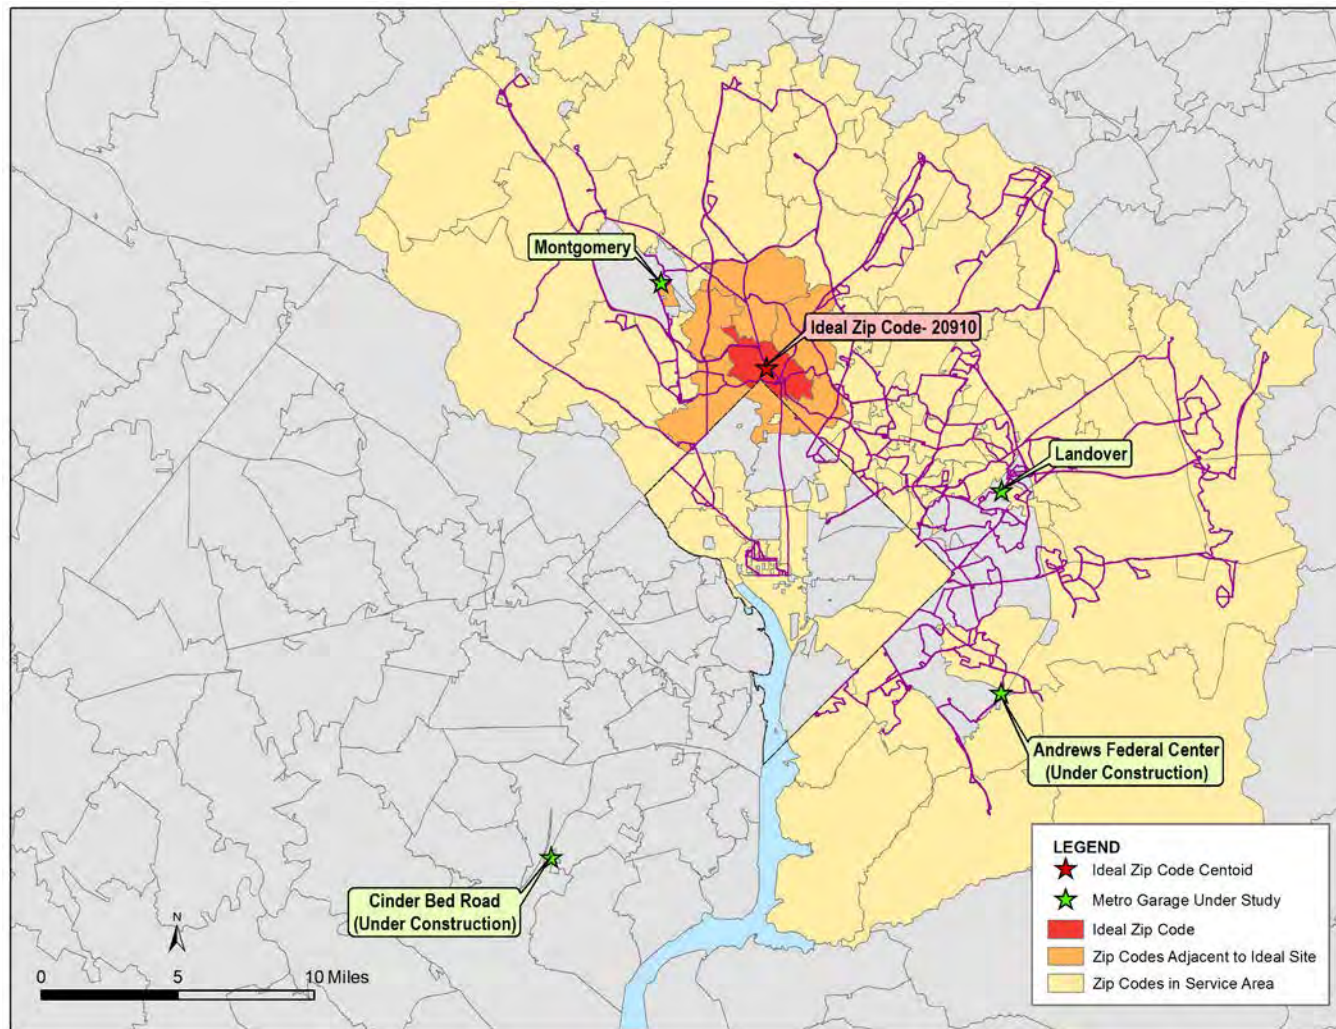 Montgomery
Ideal Zip Code- 20910
Landover
Andrews Federal Center
(Under Construction)
Cinder Bed Road
(Under Construction)
N
0 5 10 Miles
LEGEND
Ideal Zip Code Centoid
Metro Garage Under Study
Ideal Zip Code
Zip Codes Adjacent to Ideal Site
Zip Codes in Service Area